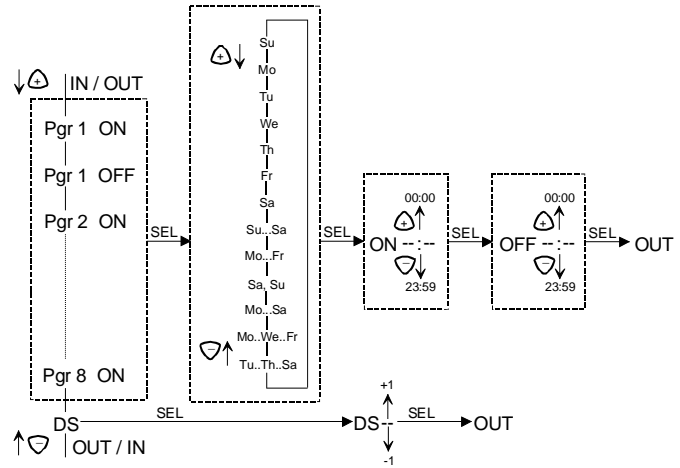 IN / OUT
Pgr 1 ON
Pgr 1 OFF
Pgr 2 ON
Pgr 8 ON
DS
OUT / IN
SEL
+
Su
Mo
Tu
We
Th
Fr
Sa
Su...Sa
Mo...Fr
Sa, Su
Mo...Sa
Mo..We..Fr
Tu..Th..Sa
−
SEL
00:00
+
ON --:--
−
23:59
SEL
00:00
+
OFF --:--
−
23:59
SEL
OUT
SEL
+1
DS--
-1
SEL
OUT
+
−